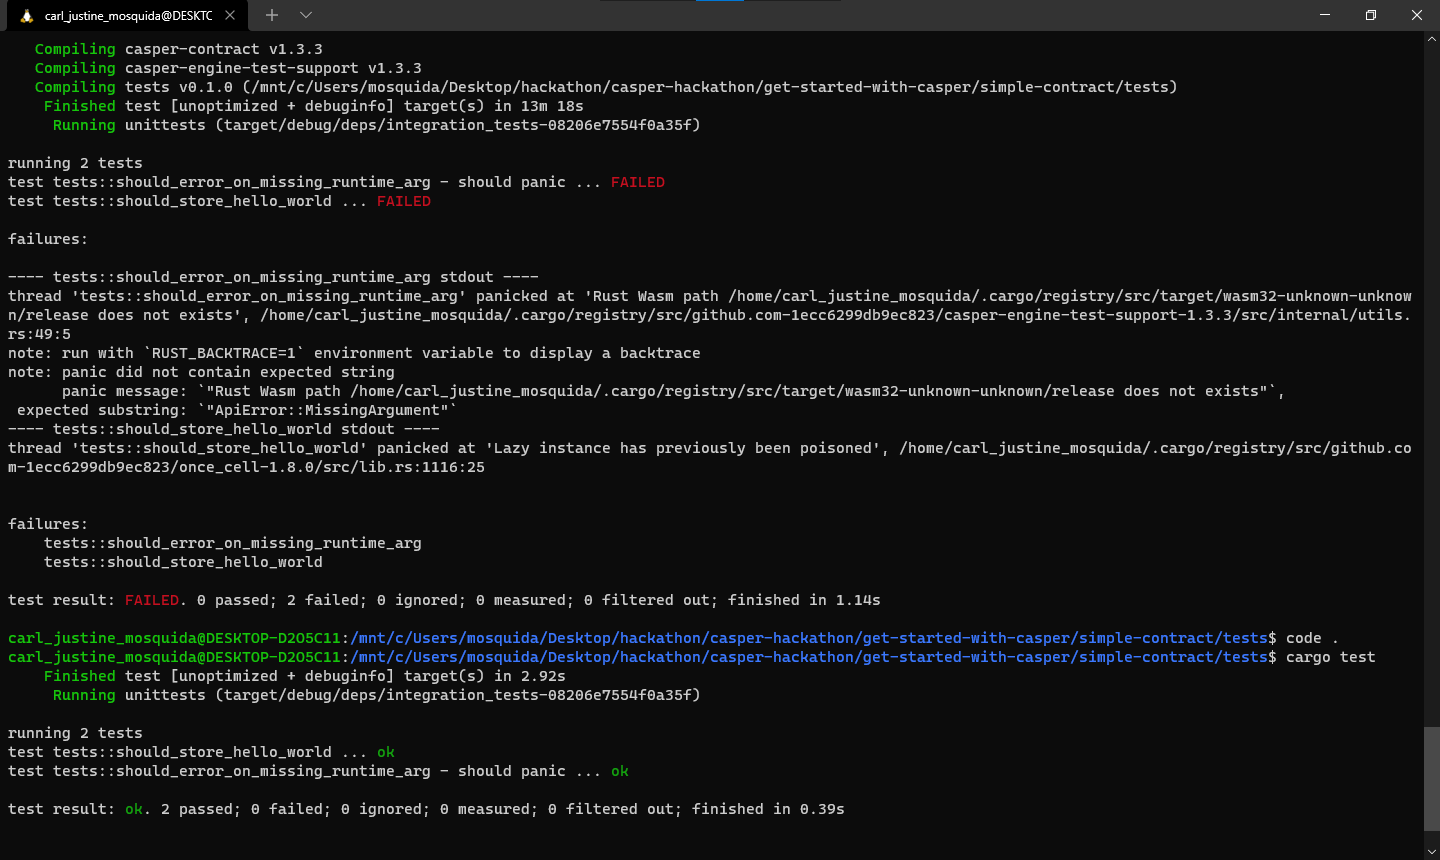 carl_justine_mosquida@DESKTC
   Compiling casper-contract v1.3.3
   Compiling casper-engine-test-support v1.3.3
   Compiling tests v0.1.0 (/mnt/c/Users/mosquida/Desktop/hackathon/casper-hackathon/get-started-with-casper/simple-contract/tests)
    Finished test [unoptimized + debuginfo] target(s) in 13m 18s
     Running unittests (target/debug/deps/integration_tests-08206e7554f0a35f)

running 2 tests
test tests::should_error_on_missing_runtime_arg - should panic ... FAILED
test tests::should_store_hello_world ... FAILED

failures:

---- tests::should_error_on_missing_runtime_arg stdout ----
thread 'tests::should_error_on_missing_runtime_arg' panicked at 'Rust Wasm path /home/carl_justine_mosquida/.cargo/registry/src/target/wasm32-unknown-unknow
n/release does not exists', /home/carl_justine_mosquida/.cargo/registry/src/github.com-1ecc6299db9ec823/casper-engine-test-support-1.3.3/src/internal/utils.
rs:49:5
note: run with `RUST_BACKTRACE=1` environment variable to display a backtrace
note: panic did not contain expected string
      panic message: `"Rust Wasm path /home/carl_justine_mosquida/.cargo/registry/src/target/wasm32-unknown-unknown/release does not exists"`,
 expected substring: `"ApiError::MissingArgument"`
---- tests::should_store_hello_world stdout ----
thread 'tests::should_store_hello_world' panicked at 'Lazy instance has previously been poisoned', /home/carl_justine_mosquida/.cargo/registry/src/github.co
m-1ecc6299db9ec823/once_cell-1.8.0/src/lib.rs:1116:25


failures:
    tests::should_error_on_missing_runtime_arg
    tests::should_store_hello_world

test result: FAILED. 0 passed; 2 failed; 0 ignored; 0 measured; 0 filtered out; finished in 1.14s

carl_justine_mosquida@DESKTOP-D2O5C11:/mnt/c/Users/mosquida/Desktop/hackathon/casper-hackathon/get-started-with-casper/simple-contract/tests$ code .
carl_justine_mosquida@DESKTOP-D2O5C11:/mnt/c/Users/mosquida/Desktop/hackathon/casper-hackathon/get-started-with-casper/simple-contract/tests$ cargo test
    Finished test [unoptimized + debuginfo] target(s) in 2.92s
     Running unittests (target/debug/deps/integration_tests-08206e7554f0a35f)

running 2 tests
test tests::should_store_hello_world ... ok
test tests::should_error_on_missing_runtime_arg - should panic ... ok

test result: ok. 2 passed; 0 failed; 0 ignored; 0 measured; 0 filtered out; finished in 0.39s